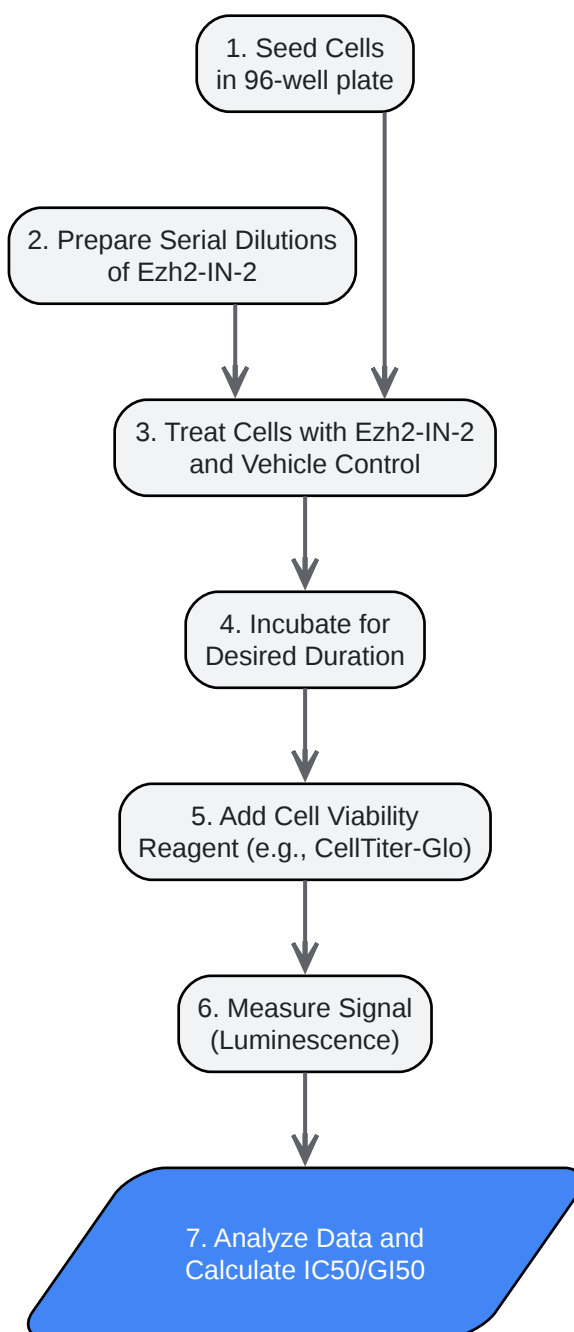 1. Seed Cells
in 96-well plate
2. Prepare Serial Dilutions
of Ezh2-IN-2
3. Treat Cells with Ezh2-IN-2
and Vehicle Control
4. Incubate for
Desired Duration
5. Add Cell Viability
Reagent (e.g., CellTiter-Glo)
6. Measure Signal
(Luminescence)
7. Analyze Data and
Calculate IC50/GI50